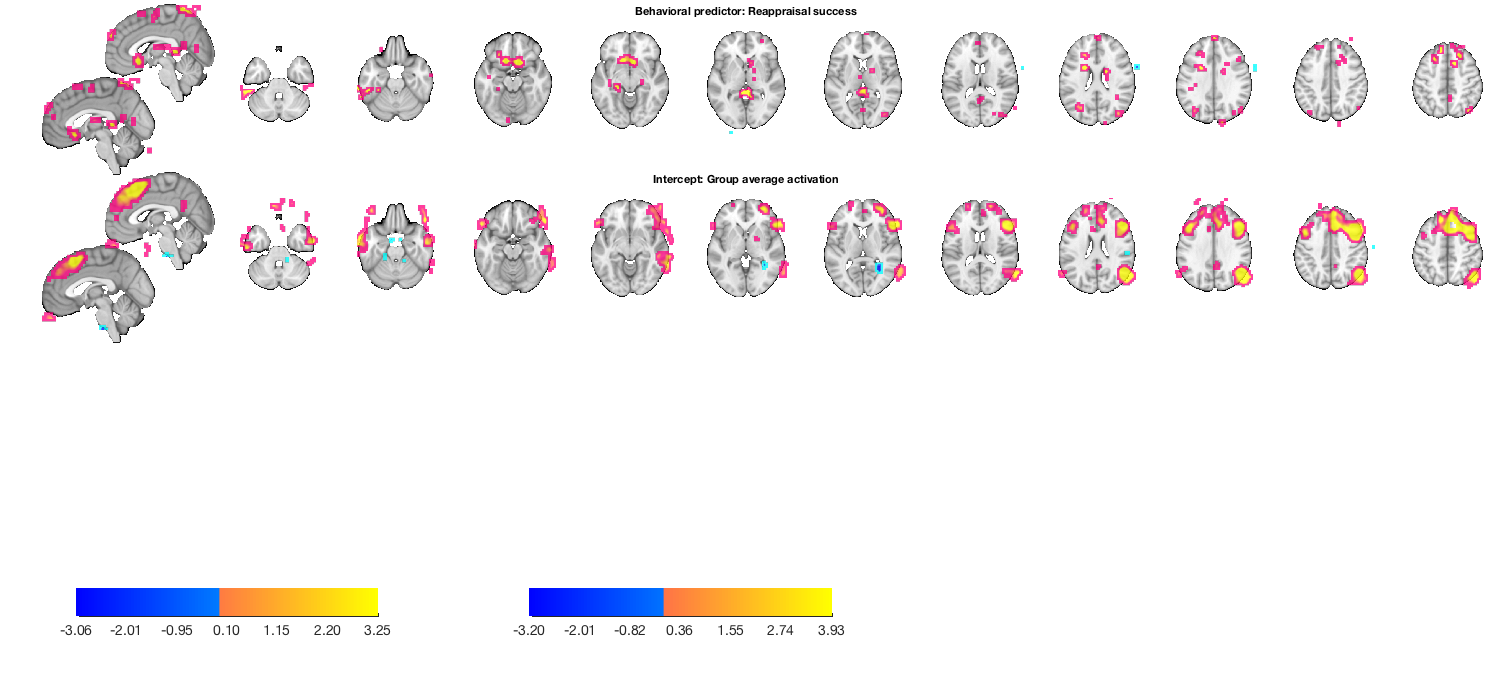 Behavioral predictor: Reappraisal success
Intercept: Group average activation
-3.06 -2.01 -0.95 0.10 1.15 2.20 3.25
-3.20 -2.01 -0.82 0.36 1.55 2.74 3.93